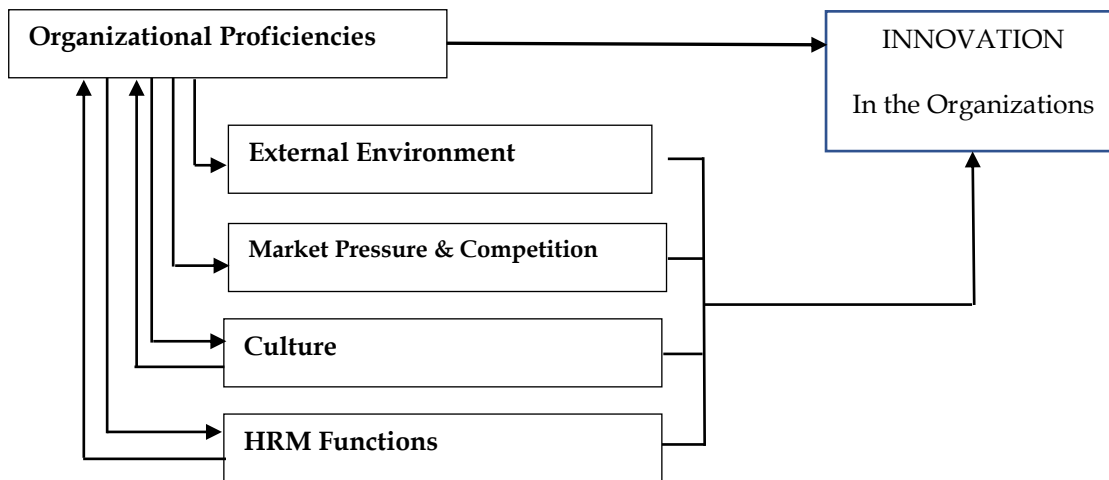 Organizational Proficiencies
INNOVATION
In the Organizations
External Environment
Market Pressure & Competition
Culture
HRM Functions